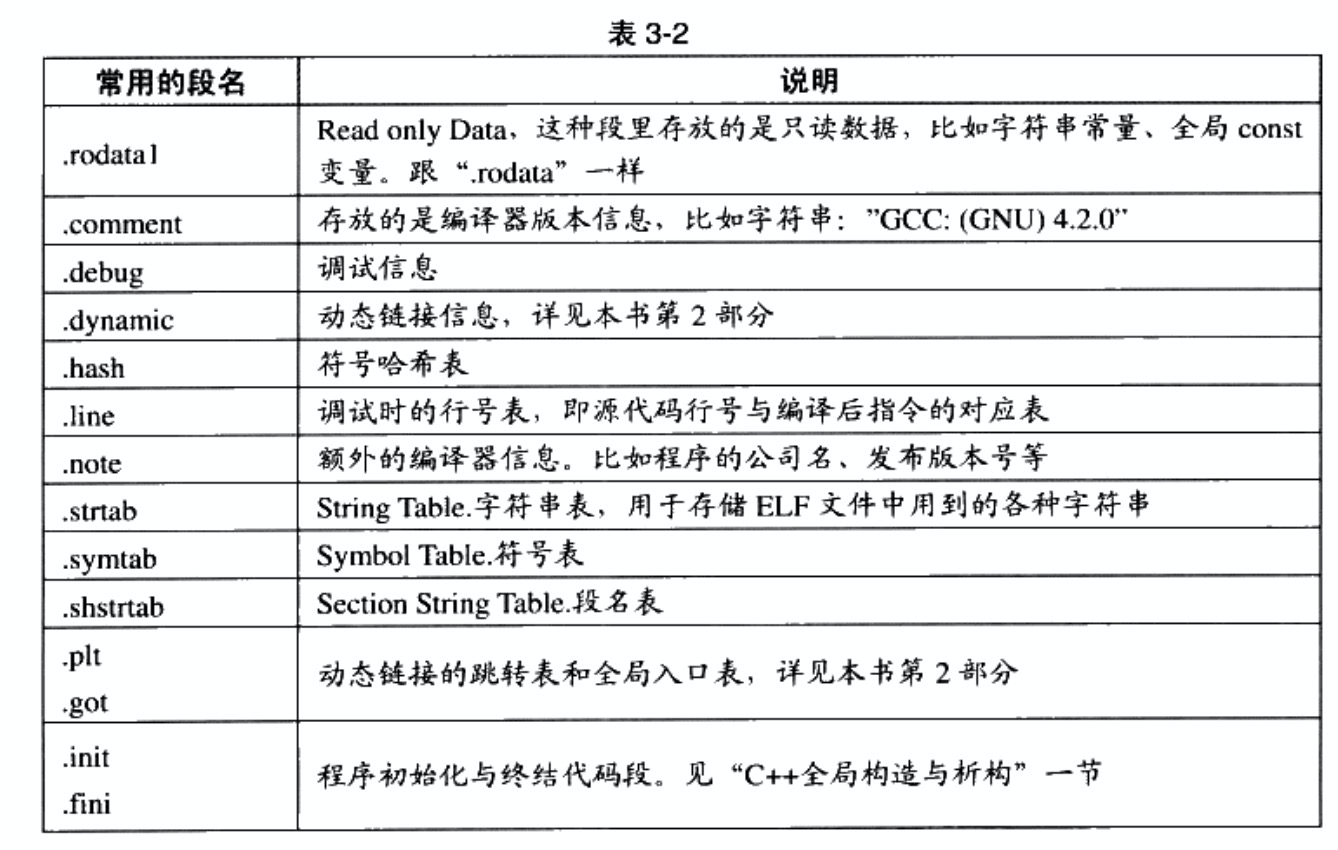 表 3-2
常用的段名 说明
.rodata1 Read only Data，这种段里存放的是只读数据，比如字符串常量、全局 const
变量。跟“.rodata”一样
.comment 存放的是编译器版本信息，比如字符串：”GCC: (GNU) 4.2.0”
.debug 调试信息
.dynamic 动态链接信息，详见本书第 2 部分
.hash 符号哈希表
.line 调试时的行号表，即源代码行号与编译后指令的对应表
.note 额外的编译器信息。比如程序的公司名、发布版本号等
.strtab String Table.字符串表，用于存储 ELF 文件中用到的各种字符串
.symtab Symbol Table.符号表
.shstrtab Section String Table.段名表
.plt
.got
动态链接的跳转表和全局入口表，详见本书第 2 部分
.init
.fini
程序初始化与终结代码段。见“C++全局构造与析构”一节